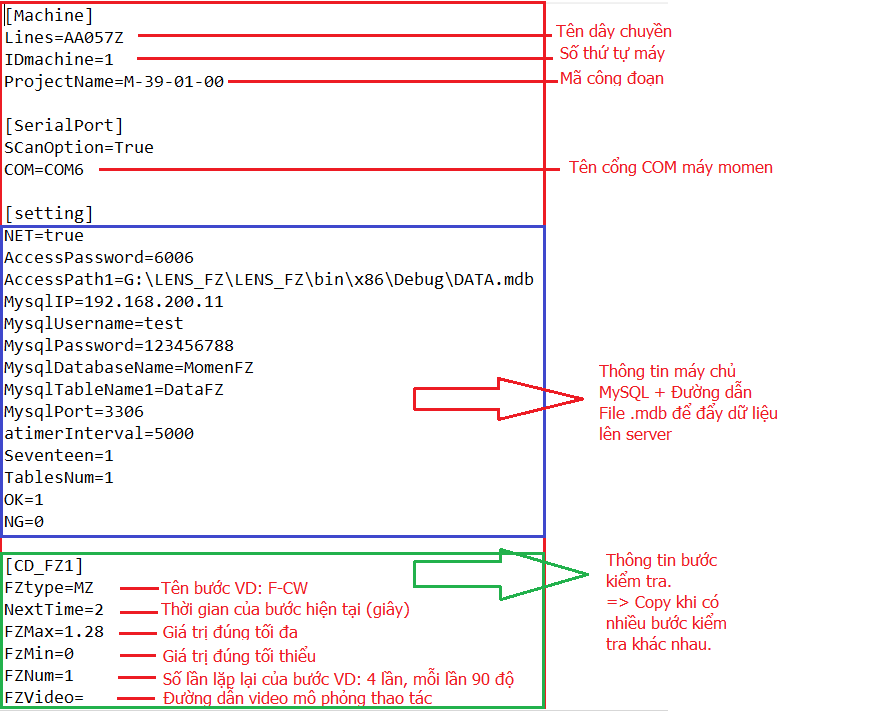 [Machine]
Lines=AA057Z
Tên dây chuyền
IDmachine=1
Số thứ tự máy
ProjectName=M-39-01-00
Mã công đoạn
[SerialPort]
SCanOption=True
COM=COM6
Tên cổng COM máy momen
[setting]
NET=true
AccessPassword=6006
AccessPath1=G:\LENS_FZ\LENS_FZ\bin\x86\Debug\DATA.mdb
MysqlIP=192.168.200.11
MysqlUsername=test
MysqlPassword=123456788
MysqlDatabaseName=MomenFZ
MysqlTableName1=DataFZ
MysqlPort=3306
atimerInterval=5000
Seventeen=1
TablesNum=1
OK=1
NG=0
Thông tin máy chủ
MySQL + Đường dẫn
File .mdb để đẩy dữ liệu
lên server
[CD_FZ1]
FZtype=MZ
Tên bước VD: F-CW
NextTime=2
Thời gian của bước hiện tại (giây)
FZMax=1.28
Giá trị đúng tối đa
FzMin=0
Giá trị đúng tối thiểu
FZNum=1
Số lần lặp lại của bước VD: 4 lần, mỗi lần 90 độ
FZVideo=
Đường dẫn video mô phỏng thao tác
Thông tin bước
kiểm tra.
=> Copy khi có
nhiều bước kiểm
tra khác nhau.